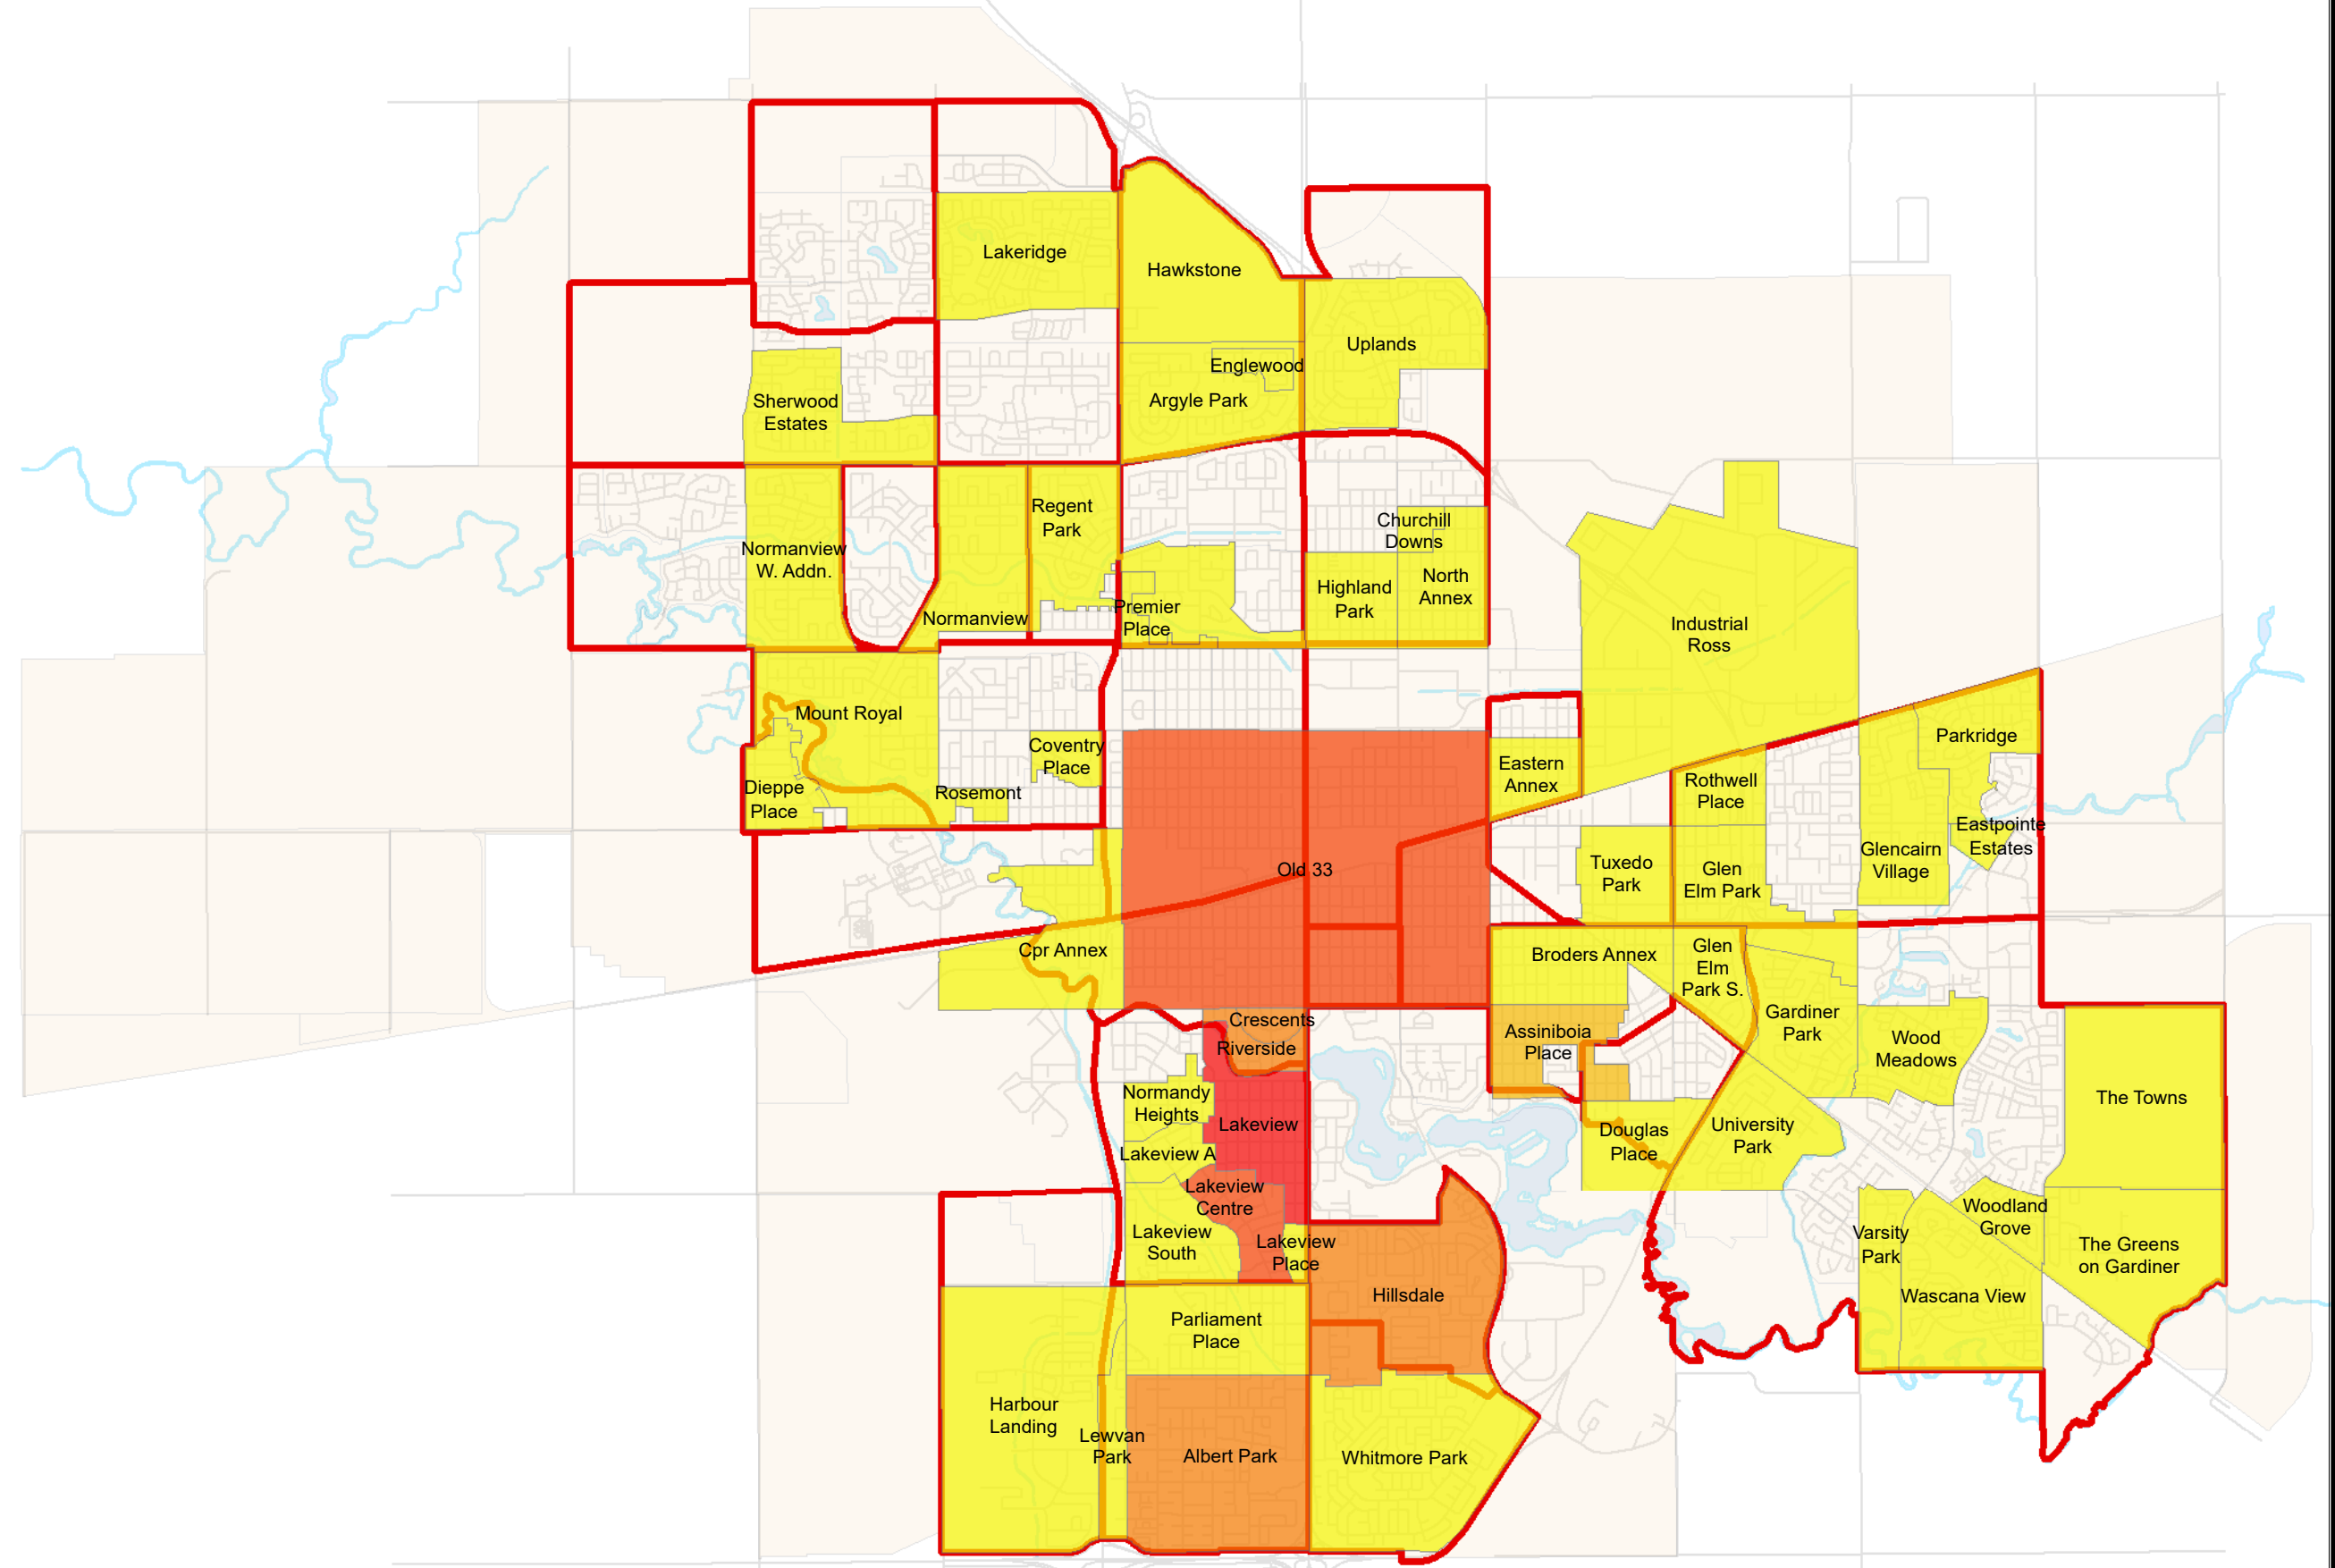 Lakeridge
Hawkstone
Uplands
Englewood
Argyle Park
Sherwood
Estates
Regent
Park
Churchill
Downs
Normanview
W. Addn.
Highland
Park
North
Annex
Normanview
Premier
Place
Industrial
Ross
Mount Royal
Coventry
Place
Parkridge
Eastern
Annex
Dieppe
Place
Rosemont
Rothwell
Place
Eastpointe
Estates
Glencairn
Village
Old 33
Tuxedo
Park
Glen
Elm Park
Cpr Annex
Broders Annex
Glen
Elm
Park S.
Crescents
Riverside
Assiniboia
Place
Gardiner
Park
Wood
Meadows
Normandy
Heights
Lakeview
The Towns
Lakeview A
Douglas
Place
University
Park
Lakeview
Centre
Lakeview
South
Lakeview
Place
Varsity
Park
Woodland
Grove
The Greens
on Gardiner
Hillsdale
Wascana View
Parliament
Place
Harbour
Landing
Lewvan
Park
Albert Park
Whitmore Park